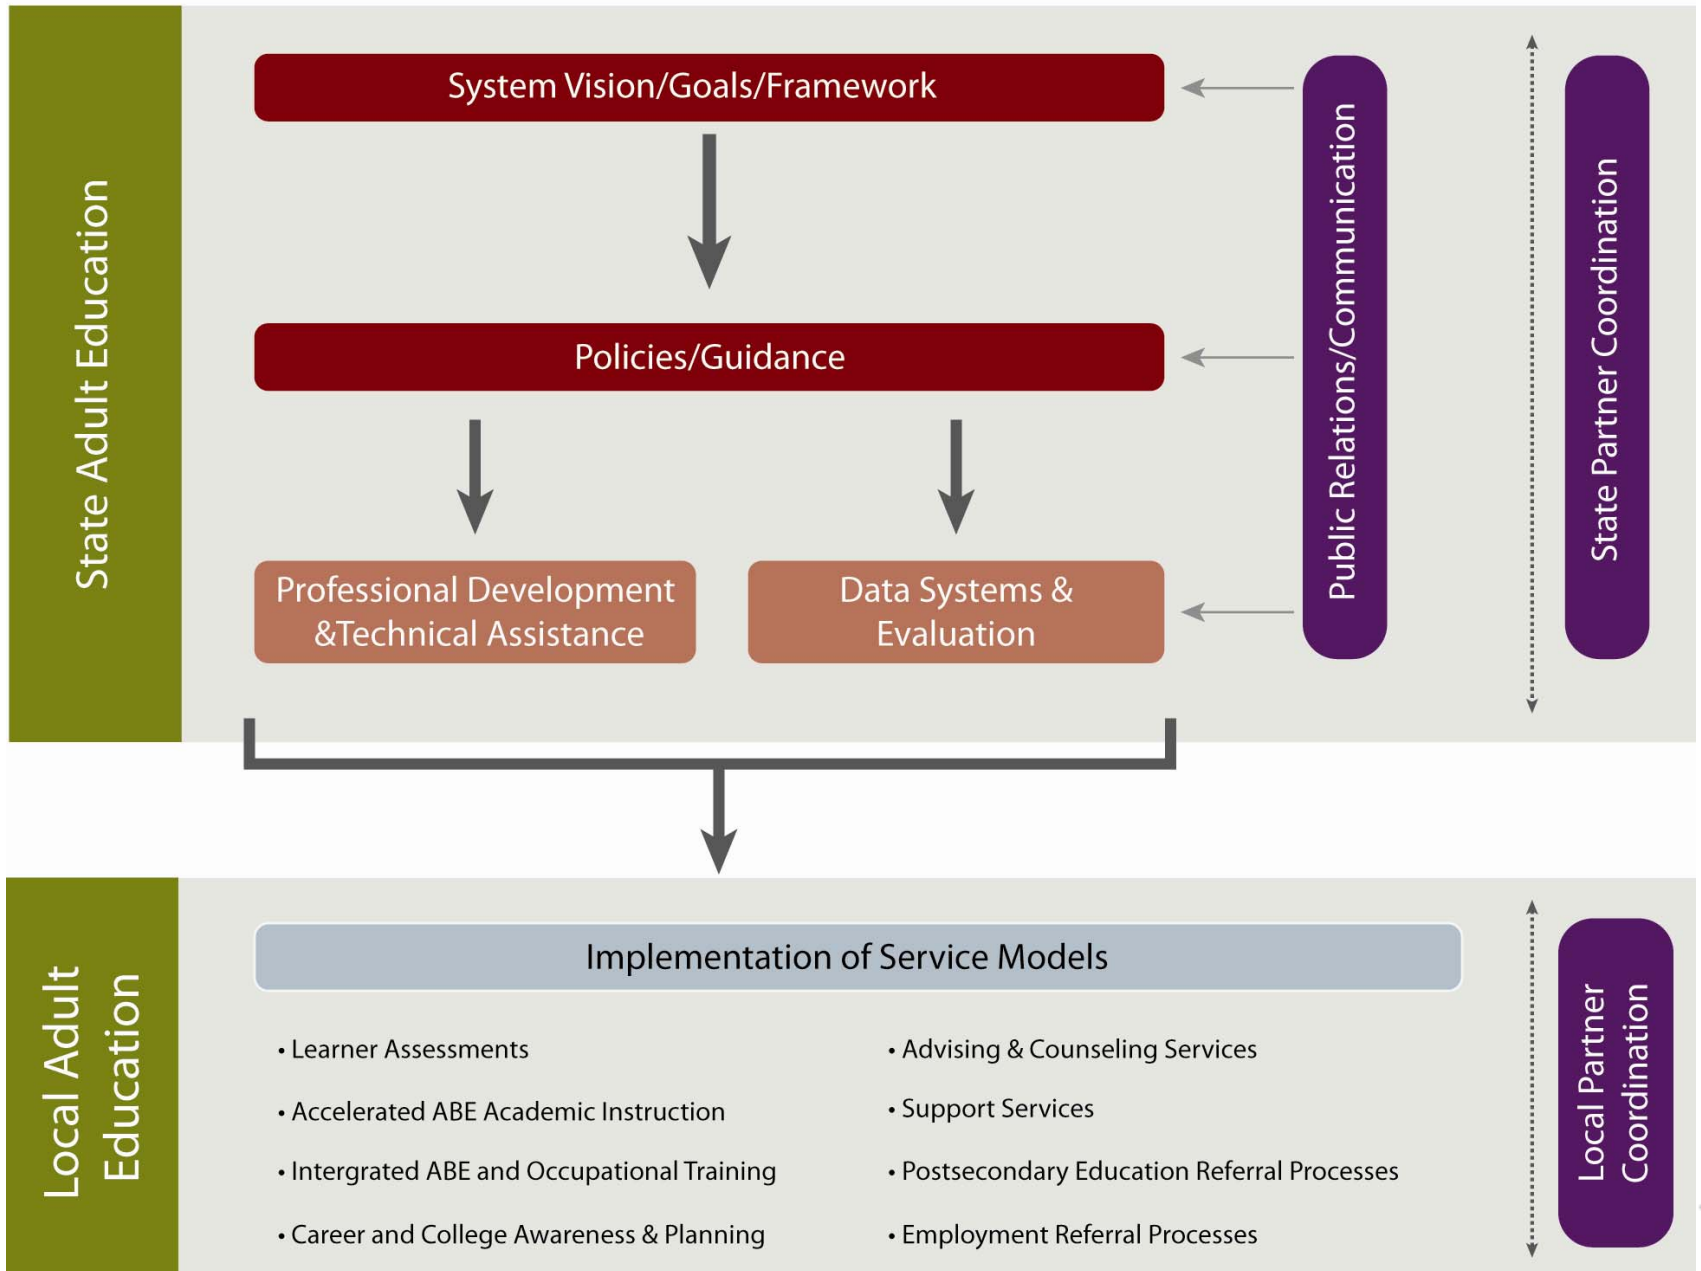 State Adult Education
System Vision/Goals/Framework
Policies/Guidance
Professional Development
&Technical Assistance
Data Systems &
Evaluation
Public Relations/Communication
State Partner Coordination
Local Adult
Education
Implementation of Service Models
• Learner Assessments
• Accelerated ABE Academic Instruction
• Intergrated ABE and Occupational Training
• Career and College Awareness & Planning
• Advising & Counseling Services
• Support Services
• Postsecondary Education Referral Processes
• Employment Referral Processes
Local Partner
Coordination